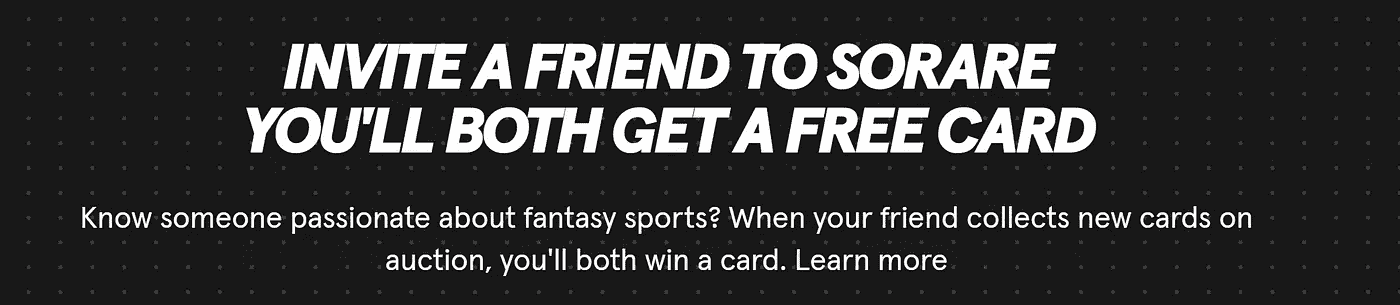 INVITE A FRIEND TO SORARE
YOU'LL BOTH GET A FREE CARD
Know someone passionate about fantasy sports? When your friend collects new cards on
auction, you'll both win a card. Learn more